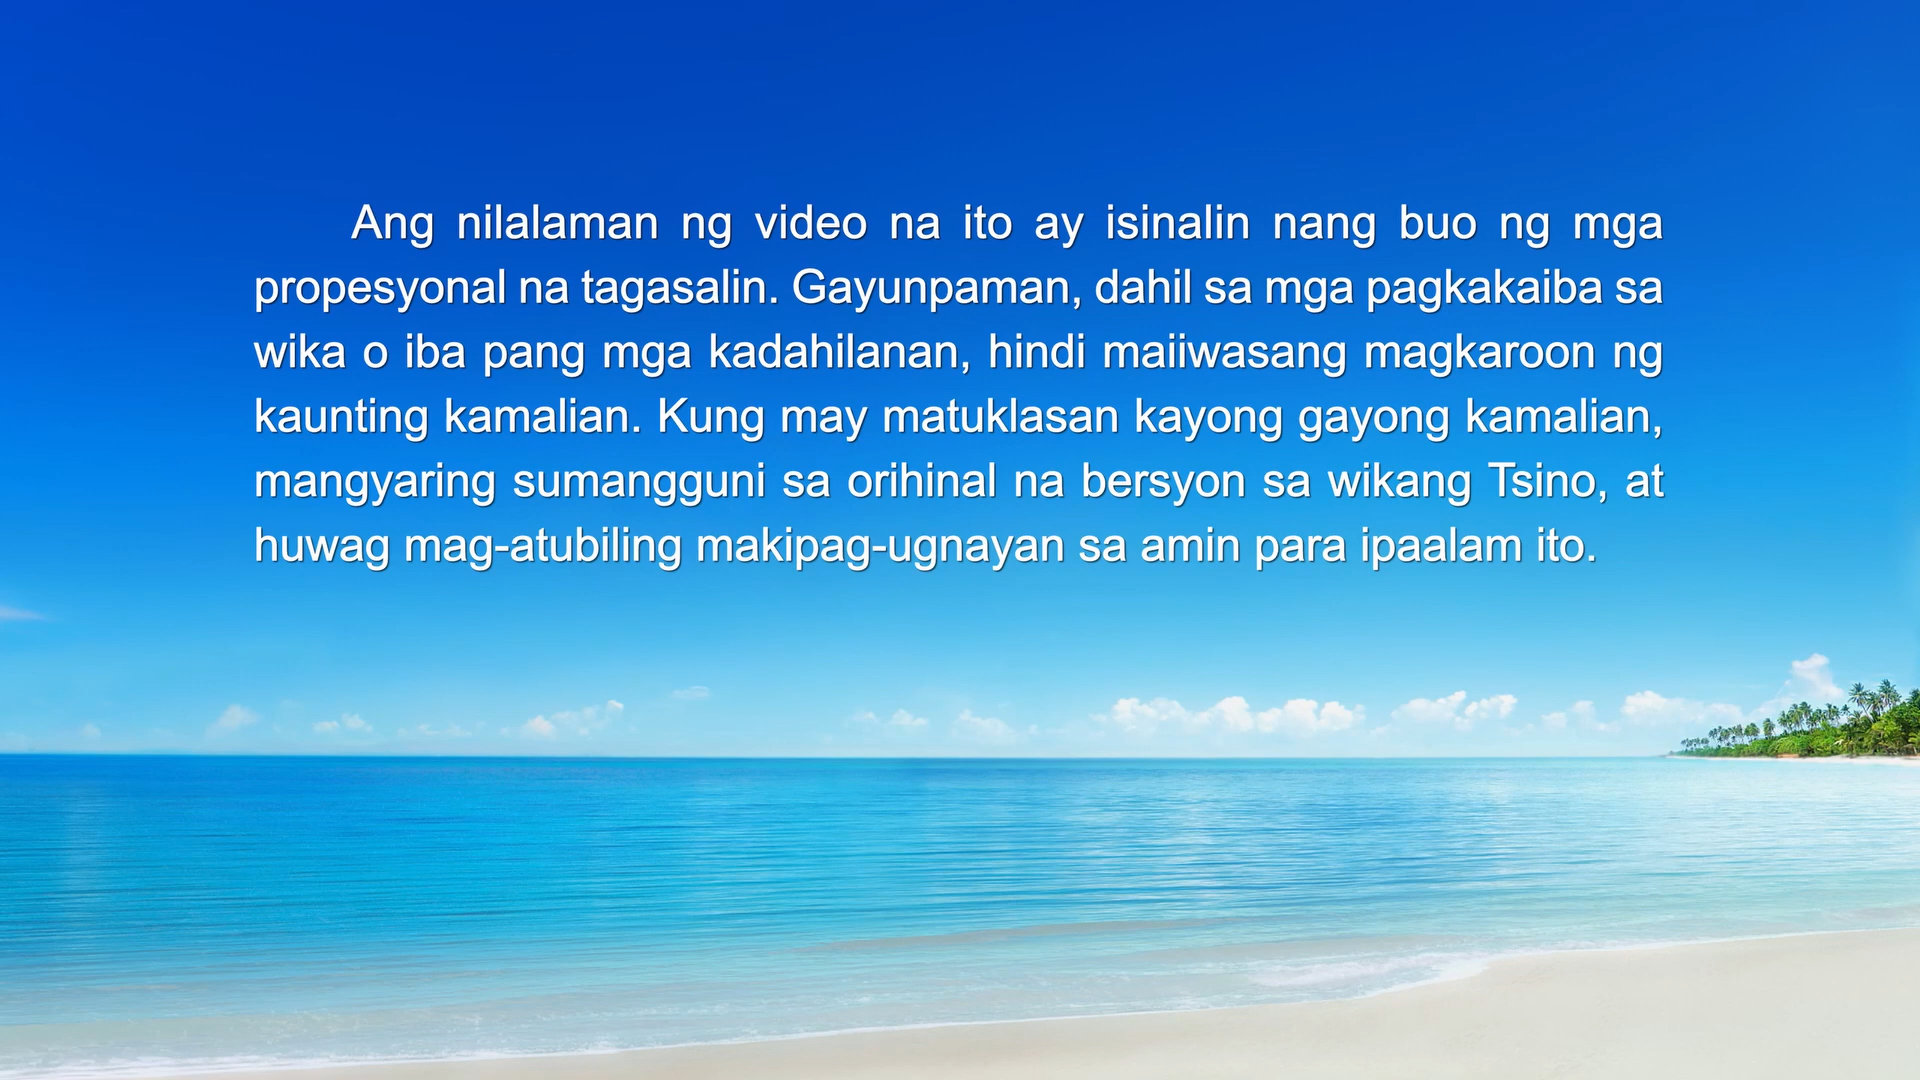 Ang nilalaman ng video na ito ay isinalin nang buo ng mga
propesyonal na tagasalin. Gayunpaman, dahil sa mga pagkakaiba sa
wika o iba pang mga kadahilanan, hindi maiiwasang magkaroon ng
kaunting kamalian. Kung may matuklasan kayong gayong kamalian,
mangyaring sumangguni sa orihinal na bersyon sa wikang Tsino, at
huwag mag-atubiling makipag-ugnayan sa amin para ipaalam ito.